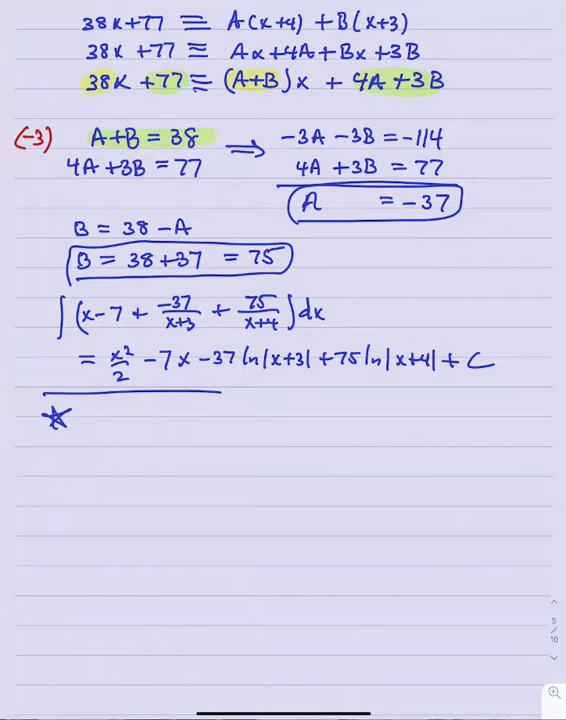 38x+77 ≡ A(x+4) + B(x+3)
38x+77 ≡ Ax+4A+Bx+3B
38x+77 ≡ (A+B)x + 4A+3B
(-3) A+B = 38 ⟹ -3A-3B = -114
4A+3B = 77 4A+3B = 77
A = -37
B = 38-A
B = 38+37 = 75
∫(x-7 + -37/(x+3) + 75/(x+4))dx
= x²/2 - 7x - 37 ln|x+3| + 75 ln|x+4| + C
5
/
10